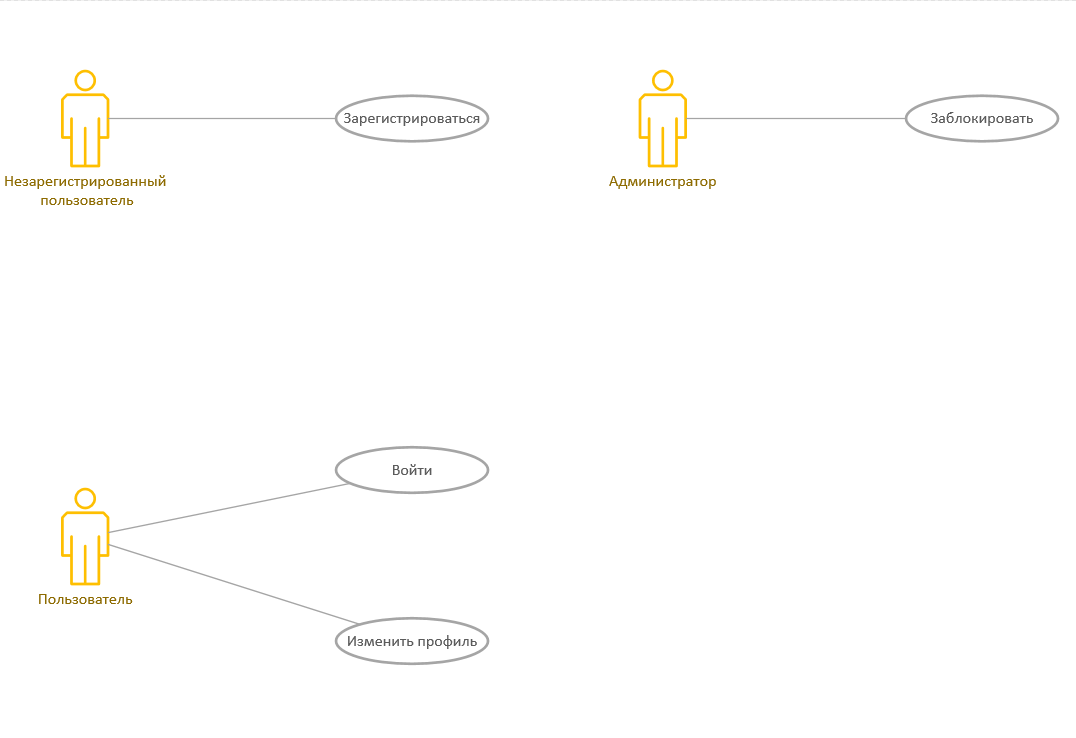 Зарегистрироваться
Незарегистрированный
пользователь
Заблокировать
Администратор
Войти
Пользователь
Изменить профиль